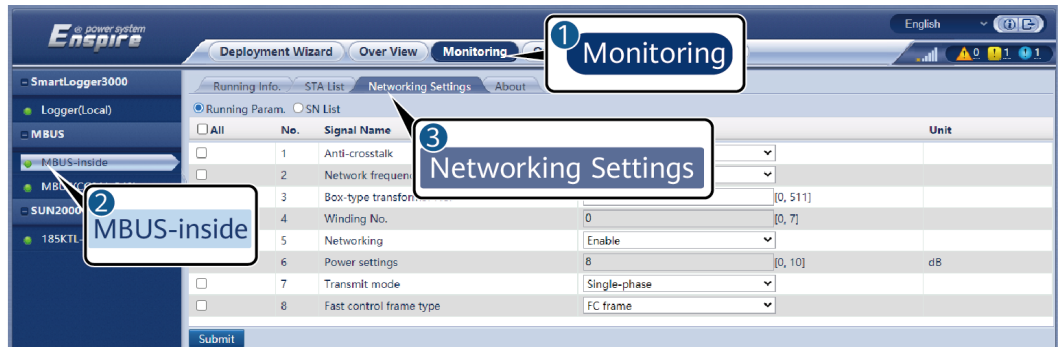 e power system
Enspire
English
Deployment Wizard Over View Monitoring
1 Monitoring
0 1 1
SmartLogger3000
Logger(Local)
MBUS
MBUS-inside
SUN2000
185KTL-
2 MBUS-inside
Running Info. STA List Networking Settings About
Running Param. SN List
3 Networking Settings
All No. Signal Name Unit
1 Anti-crosstalk
2 Network
3 Box-type [0, 511]
4 Winding No. 0 [0, 7]
5 Networking Enable
6 Power settings 8 [0, 10] dB
7 Transmit mode Single-phase
8 Fast control frame type FC frame
Submit